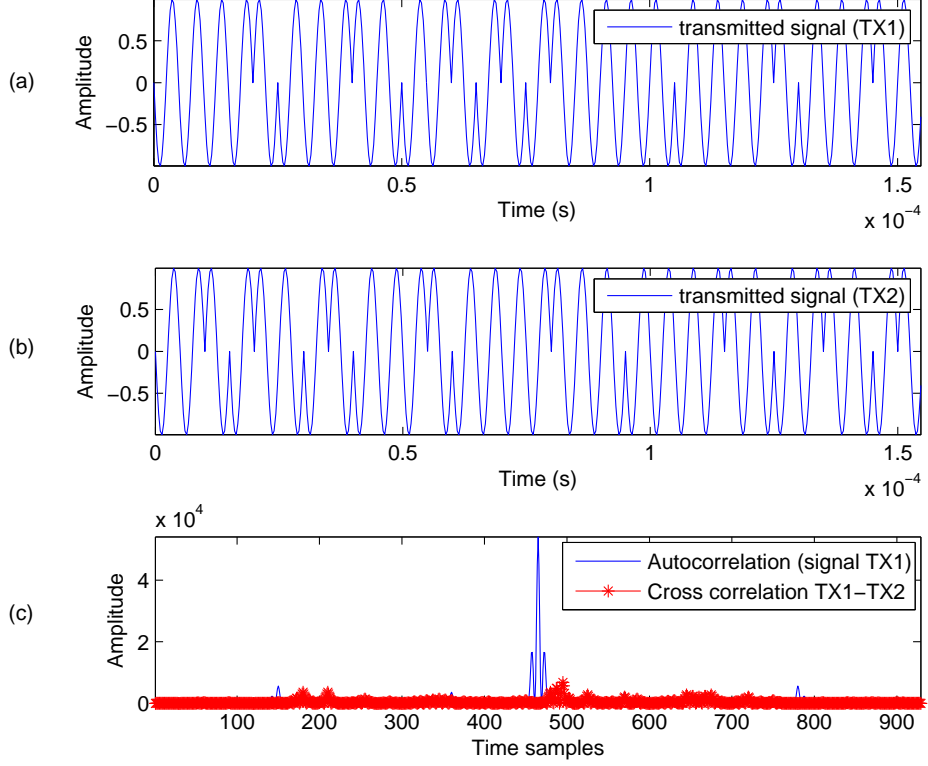 (a)
Amplitude
0.5
0
−0.5
transmitted signal (TX1)
0
0.5
1
1.5
Time (s)
x 10−4
(b)
Amplitude
0.5
0
−0.5
transmitted signal (TX2)
0
0.5
1
1.5
Time (s)
x 10−4
(c)
x 104
Amplitude
4
2
0
Autocorrelation (signal TX1)
Cross correlation TX1−TX2
100
200
300
400
500
600
700
800
900
Time samples